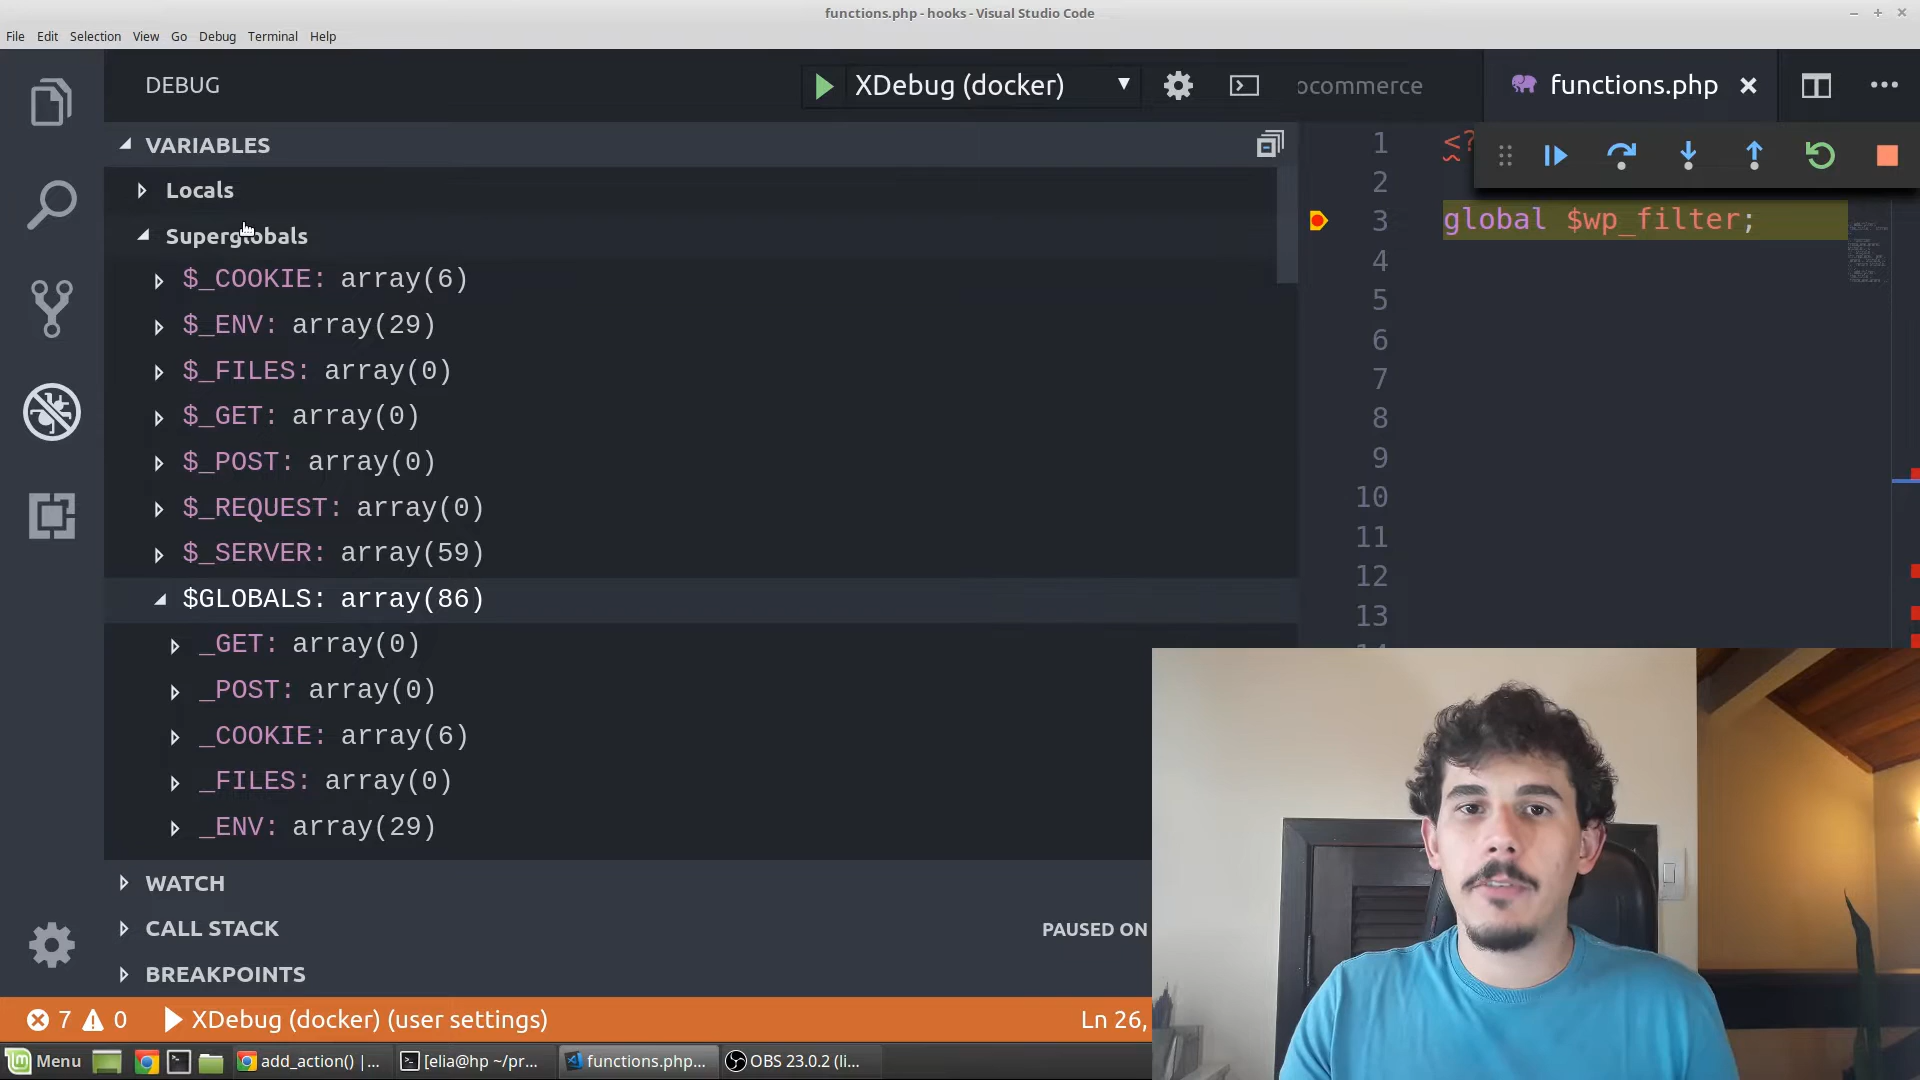 functions.php - hooks - Visual Studio Code
File Edit Selection View Go Debug Terminal Help
DEBUG
XDebug (docker)
ocommerce
functions.php
VARIABLES
Locals
Superglobals
$_COOKIE: array(6)
$_ENV: array(29)
$_FILES: array(0)
$_GET: array(0)
$_POST: array(0)
$_REQUEST: array(0)
$_SERVER: array(59)
$GLOBALS: array(86)
_GET: array(0)
_POST: array(0)
_COOKIE: array(6)
_FILES: array(0)
_ENV: array(29)
WATCH
CALL STACK
PAUSED ON
BREAKPOINTS
1 <?
2
3 global $wp_filter;
4
5
6
7
8
9
10
11
12
13
7 0 XDebug (docker) (user settings)
Ln 26,
Menu
add_action() |...
[elia@hp ~/pr...
functions.php...
OBS 23.0.2 (li...